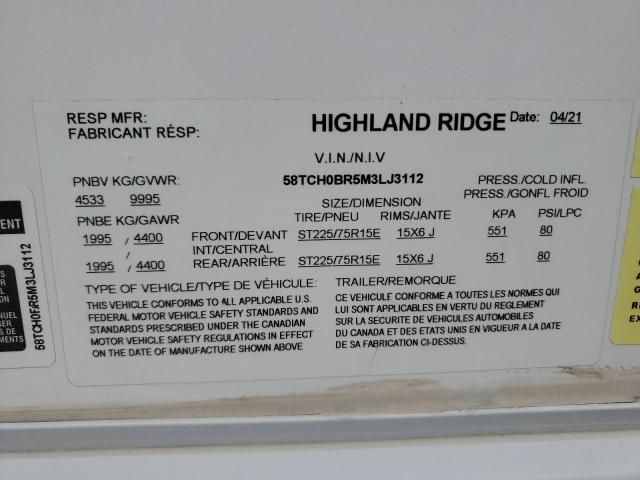 RESP MFR:
FABRICANT RÉSP:
HIGHLAND RIDGE Date: 04/21
V.I.N./N.I.V
PNBV KG/GVWR: 58TCH0BR5M3LJ3112 PRESS./COLD INFL.
4533 9995 SIZE/DIMENSION PRESS./GONFL FROID
PNBE KG/GAWR TIRE/PNEU RIMS/JANTE KPA PSI/LPC
1995 / 4400 FRONT/DEVANT ST225/75R15E 15X6 J 551 80
INT/CENTRAL
1995 / 4400 REAR/ARRIÈRE ST225/75R15E 15X6 J 551 80
TYPE OF VEHICLE/TYPE DE VÉHICULE: TRAILER/REMORQUE
THIS VEHICLE CONFORMS TO ALL APPLICABLE U.S.
FEDERAL MOTOR VEHICLE SAFETY STANDARDS AND
STANDARDS PRESCRIBED UNDER THE CANADIAN
MOTOR VEHICLE SAFETY REGULATIONS IN EFFECT
ON THE DATE OF MANUFACTURE SHOWN ABOVE
CE VEHICULE CONFORME A TOUTES LES NORMES QUI
LUI SONT APPLICABLES EN VERTU DU REGLEMENT
SUR LA SECURITE DE VEHICULES AUTOMOBILES
DU CANADA ET DES ETATS UNIS EN VIGUEUR A LA DATE
DE SA FABRICATION CI-DESSUS.
58TCH0BR5M3LJ3112